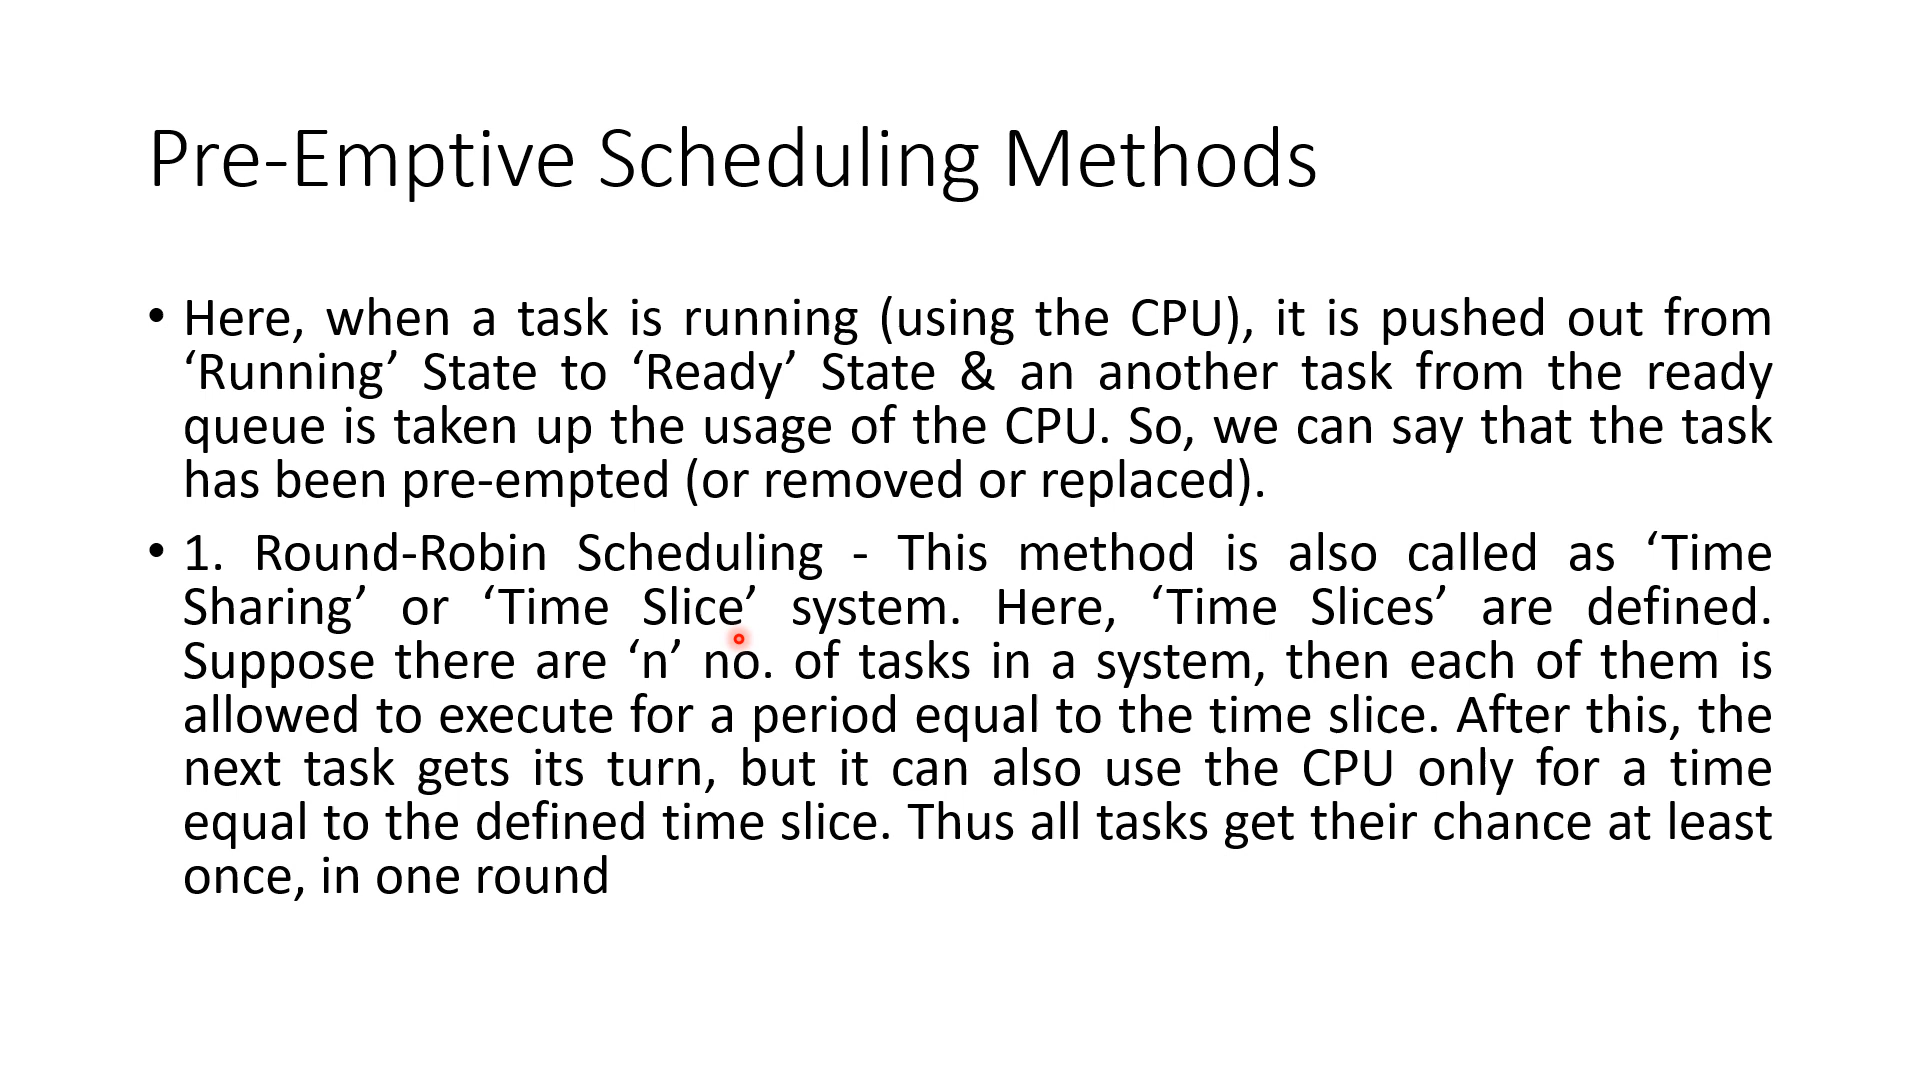 Pre-Emptive Scheduling Methods
• Here, when a task is running (using the CPU), it is pushed out from
‘Running’ State to ‘Ready’ State & an another task from the ready
queue is taken up the usage of the CPU. So, we can say that the task
has been pre-empted (or removed or replaced).
• 1. Round-Robin Scheduling - This method is also called as ‘Time
Sharing’ or ‘Time Slice’ system. Here, ‘Time Slices’ are defined.
Suppose there are ‘n’ no. of tasks in a system, then each of them is
allowed to execute for a period equal to the time slice. After this, the
next task gets its turn, but it can also use the CPU only for a time
equal to the defined time slice. Thus all tasks get their chance at least
once, in one round